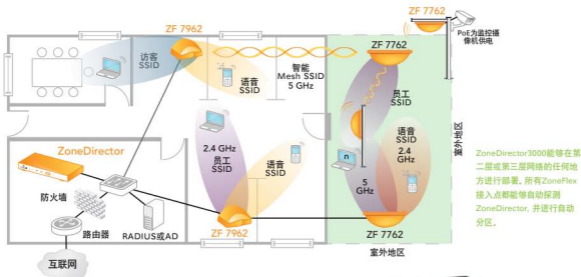 ZF 7962
访客
SSID
语音
SSID
智能
Mesh SSID
5 GHz
ZF 7762
ZF 7762
PoE为监控摄
像机供电
员工
SSID
室外地区
2.4 GHz
员工
SSID
语音
SSID
n
语音
SSID
2.4
GHz
5
GHz
ZoneDirector
防火墙
路由器
RADIUS或AD
互联网
ZF 7962
ZF 7762
室外地区
ZoneDirector3000能够在第
二层或第三层网络的任何地
方进行部署, 所有ZoneFlex
接入点都能够自动探测
ZoneDirector, 并进行自动
分区。